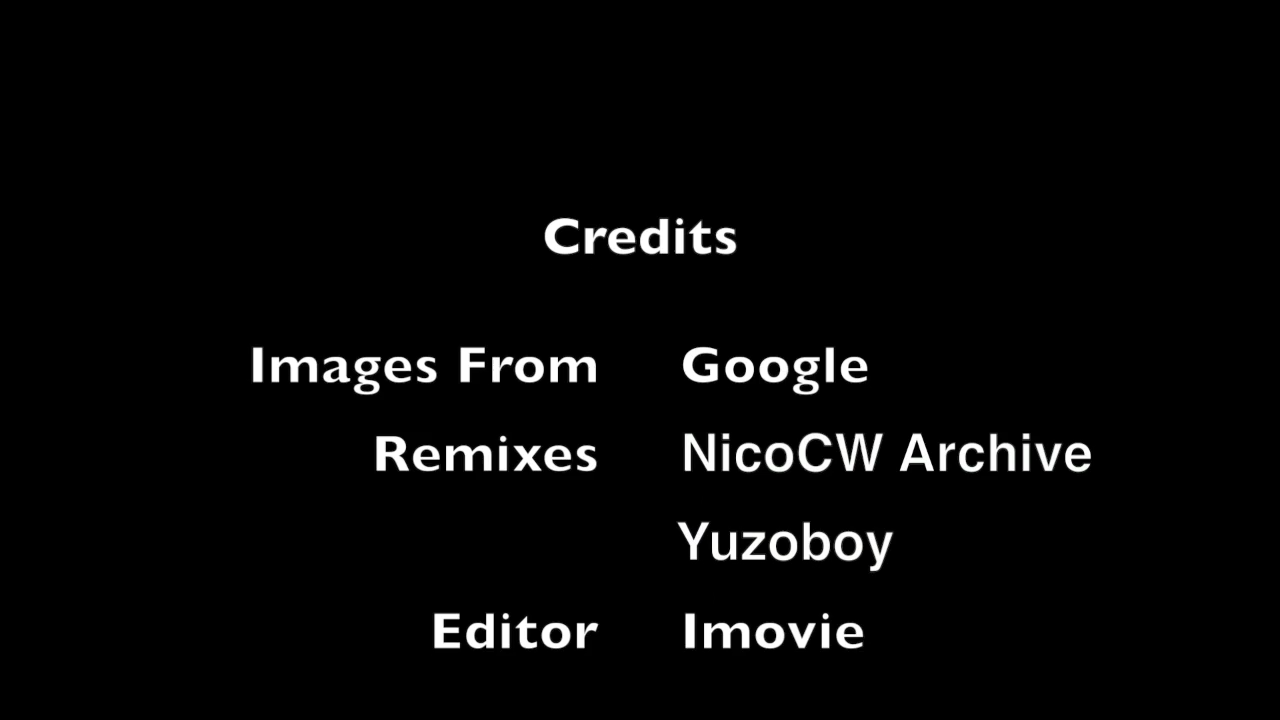 Credits
Images From Google
Remixes NicoCW Archive
Yuzoboy
Editor Imovie